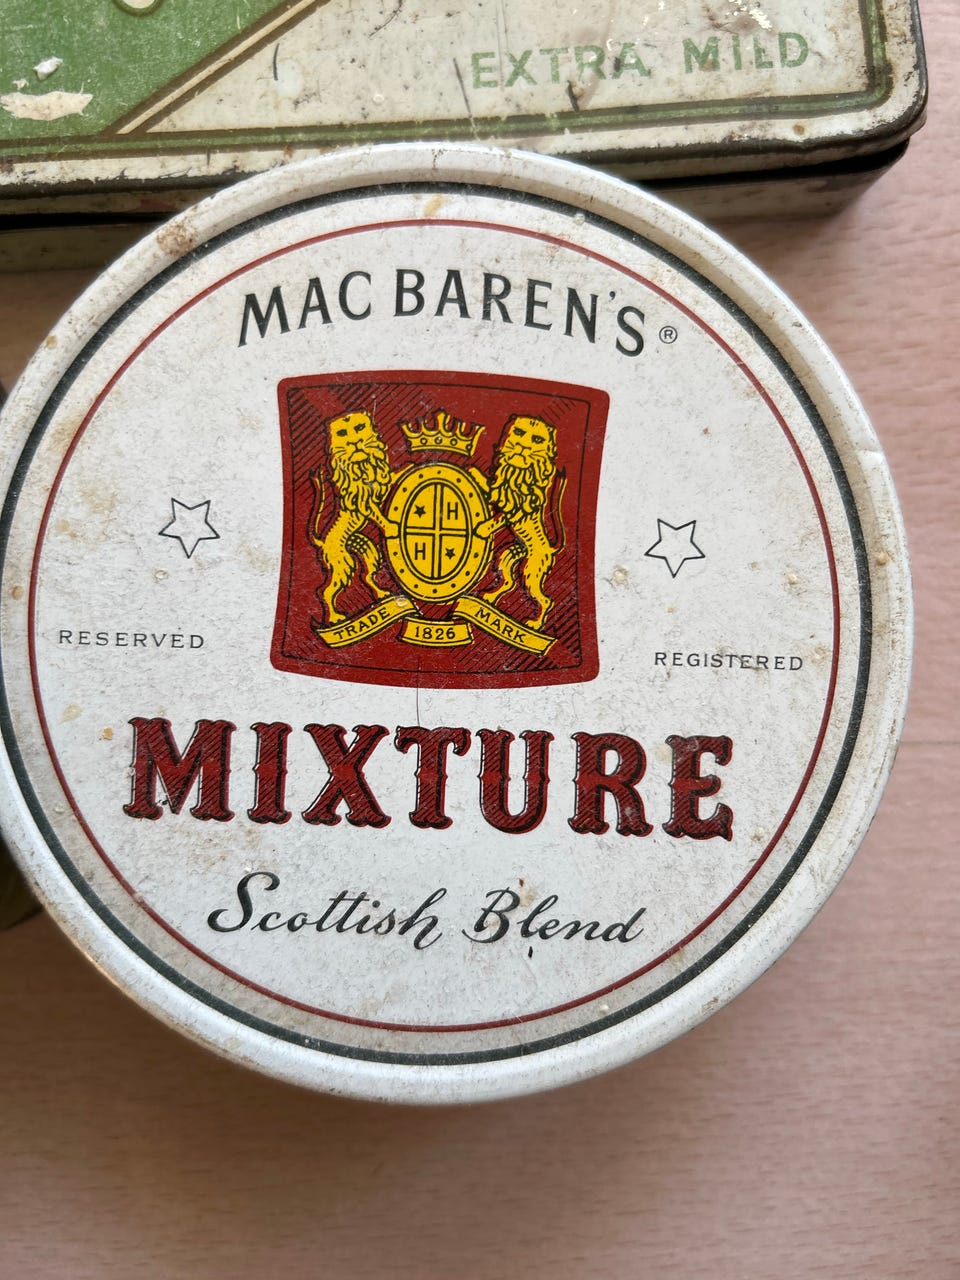 EXTRA MILD
MAC BAREN'S®
H
H
TRADE 1826 MARK
RESERVED
REGISTERED
MIXTURE
Scottish Blend